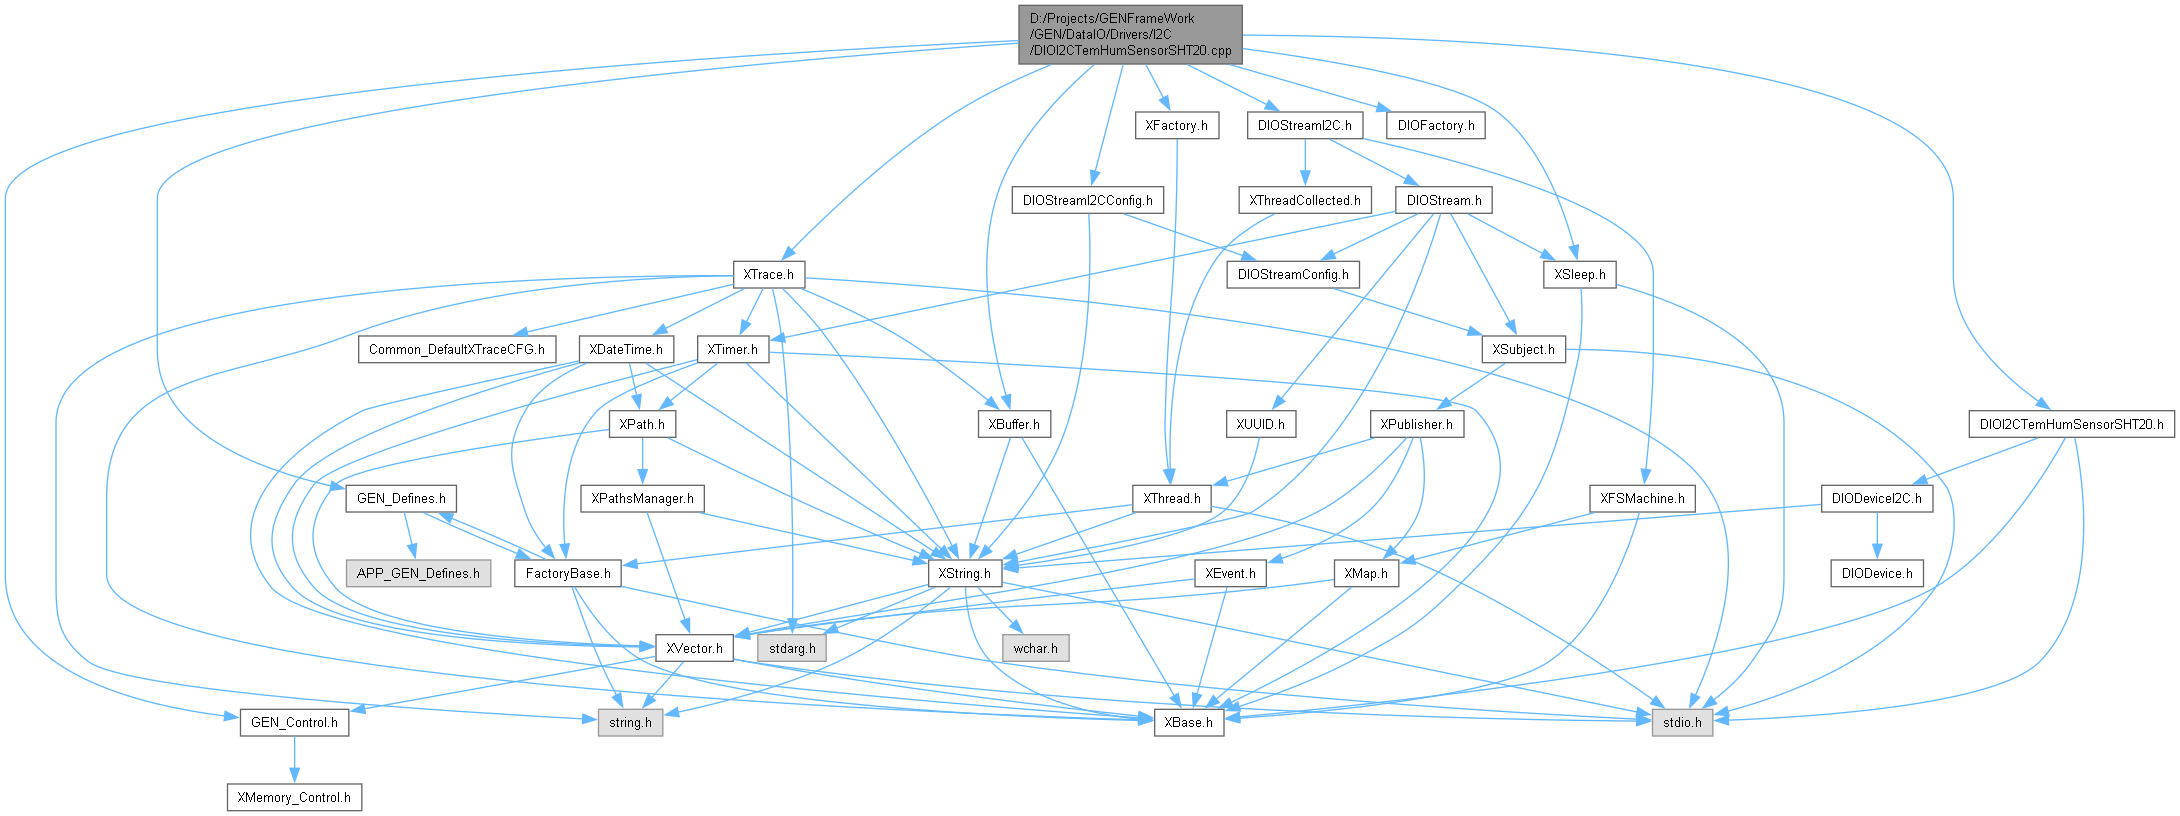 D:/Projects/GENFrameWork
/GEN/DataIO/Drivers/I2C
/DIOI2CTemHumSensorSHT20.cpp
XFactory.h
DIOStreamI2C.h
DIOFactory.h
DIOStreamI2CConfig.h
XThreadCollected.h
DIOStream.h
XTrace.h
DIOStreamConfig.h
XSleep.h
Common_DefaultXTraceCFG.h
XDateTime.h
XTimer.h
XSubject.h
XPath.h
XBuffer.h
XUUID.h
XPublisher.h
DIOI2CTemHumSensorSHT20.h
GEN_Defines.h
XPathsManager.h
XThread.h
XFSMachine.h
DIODeviceI2C.h
APP_GEN_Defines.h
FactoryBase.h
XString.h
XEvent.h
XMap.h
DIODevice.h
XVector.h
stdarg.h
wchar.h
GEN_Control.h
string.h
XBase.h
stdio.h
XMemory_Control.h